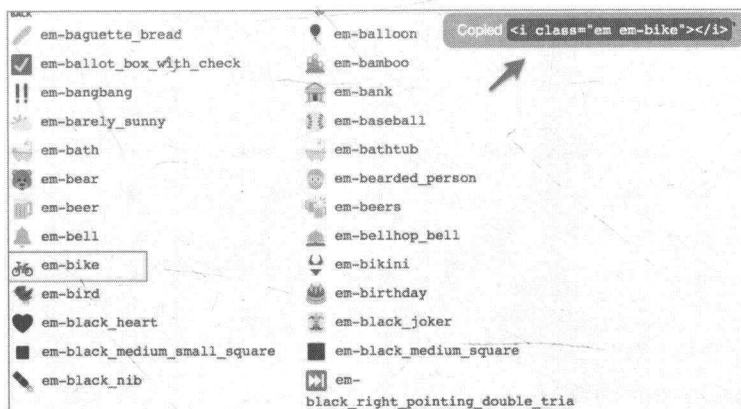 BACK
em-baguette_bread
em-ballot_box_with_check
em-bangbang
em-barely_sunny
em-bath
em-bear
em-beer
em-bell
em-bike
em-bird
em-black_heart
em-black_medium_small_square
em-black_nib
em-balloon
em-bamboo
em-bank
em-baseball
em-bathtub
em-bearded_person
em-beers
em-bellhop_bell
em-bikini
em-birthday
em-black_joker
em-black_medium_square
em-
black_right_pointing_double_tria
Copied <i class="em em-bike"></i>